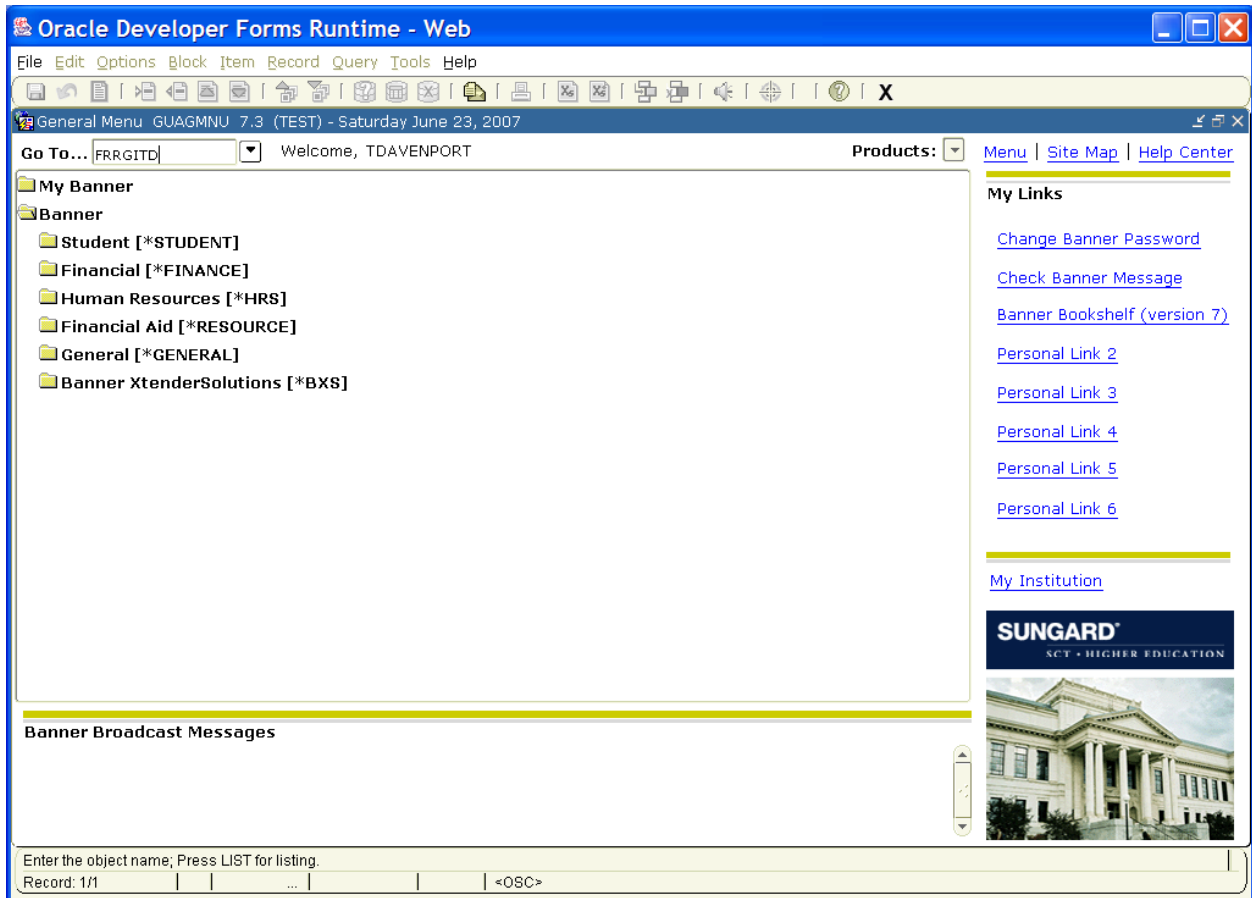 Oracle Developer Forms Runtime - Web
File Edit Options Block Item Record Query Tools Help
X
General Menu GUAGMNU 7.3 (TEST) - Saturday June 23, 2007
Go To... FRRGITD Welcome, TDAVENPORT Products: Menu | Site Map | Help Center
My Banner
Banner
Student [*STUDENT]
Financial [*FINANCE]
Human Resources [*HRS]
Financial Aid [*RESOURCE]
General [*GENERAL]
Banner XtenderSolutions [*BXS]
My Links
Change Banner Password
Check Banner Message
Banner Bookshelf (version 7)
Personal Link 2
Personal Link 3
Personal Link 4
Personal Link 5
Personal Link 6
My Institution
SUNGARD®
SCT • HIGHER EDUCATION
Banner Broadcast Messages
Enter the object name; Press LIST for listing.
Record: 1/1 ... <OSC>